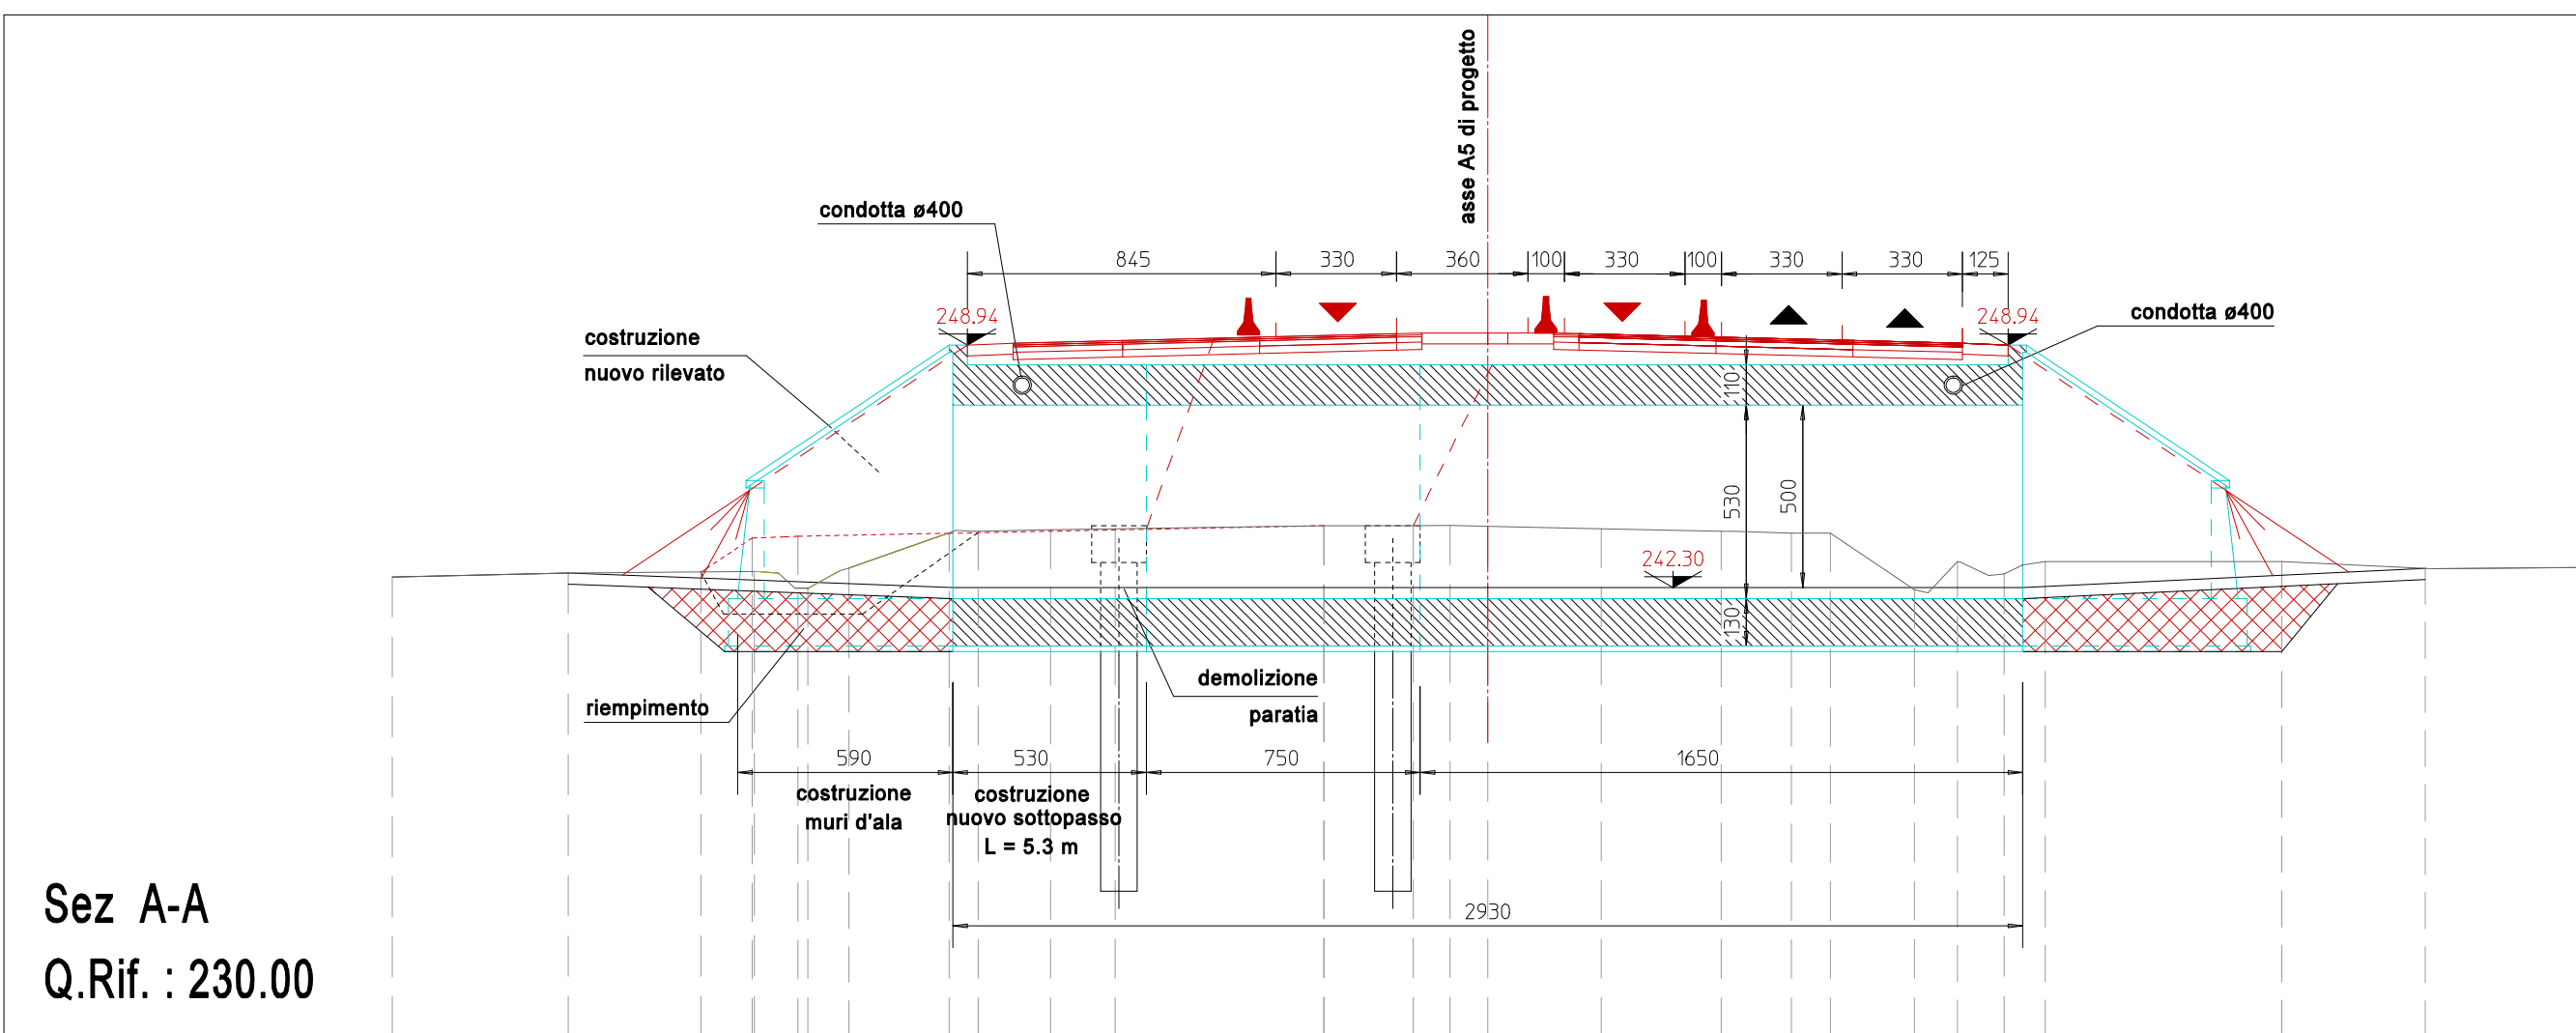 asse A5 di progetto
condotta ø400
845 330 360 100 330 100 330 330 125
248.94
248.94
condotta ø400
costruzione
nuovo rilevato
110
530
500
242.30
130
demolizione
paratia
riempimento
590 530 750 1650
costruzione
muri d'ala
costruzione
nuovo sottopasso
L = 5.3 m
2930
Sez A-A
Q.Rif. : 230.00